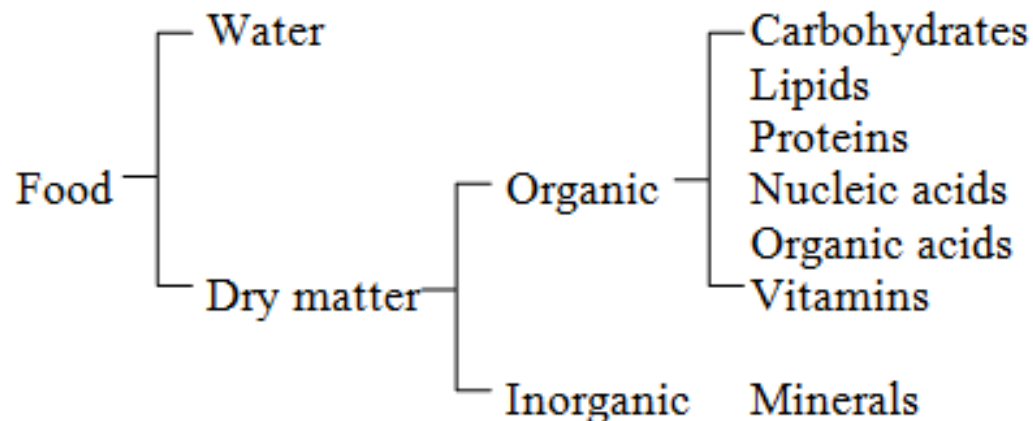 Water
Carbohydrates
Lipids
Proteins
Food
Organic
Nucleic acids
Organic acids
Dry matter
Vitamins
Inorganic
Minerals